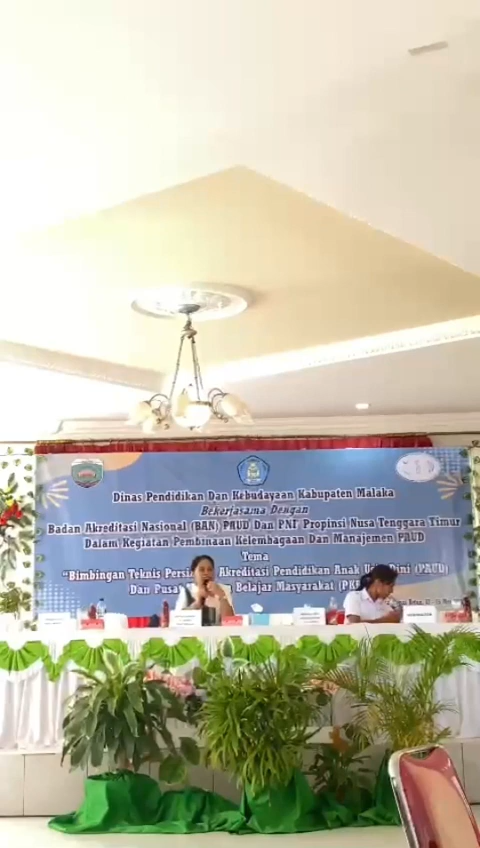 Dinas Pendidikan Dan Kebudayaan Kabupaten Malaka
Bekerjasama Dengan
Badan Akreditasi Nasional (BAN) PAUD Dan PNF Propinsi Nusa Tenggara Timur
Dalam Kegiatan Pembinaan Kelembagaan Dan Manajemen PAUD
Tema
"Bimbingan Teknis Akreditasi Pendidikan Anak Dini (PAUD)
Dan Belajar Masyarakat